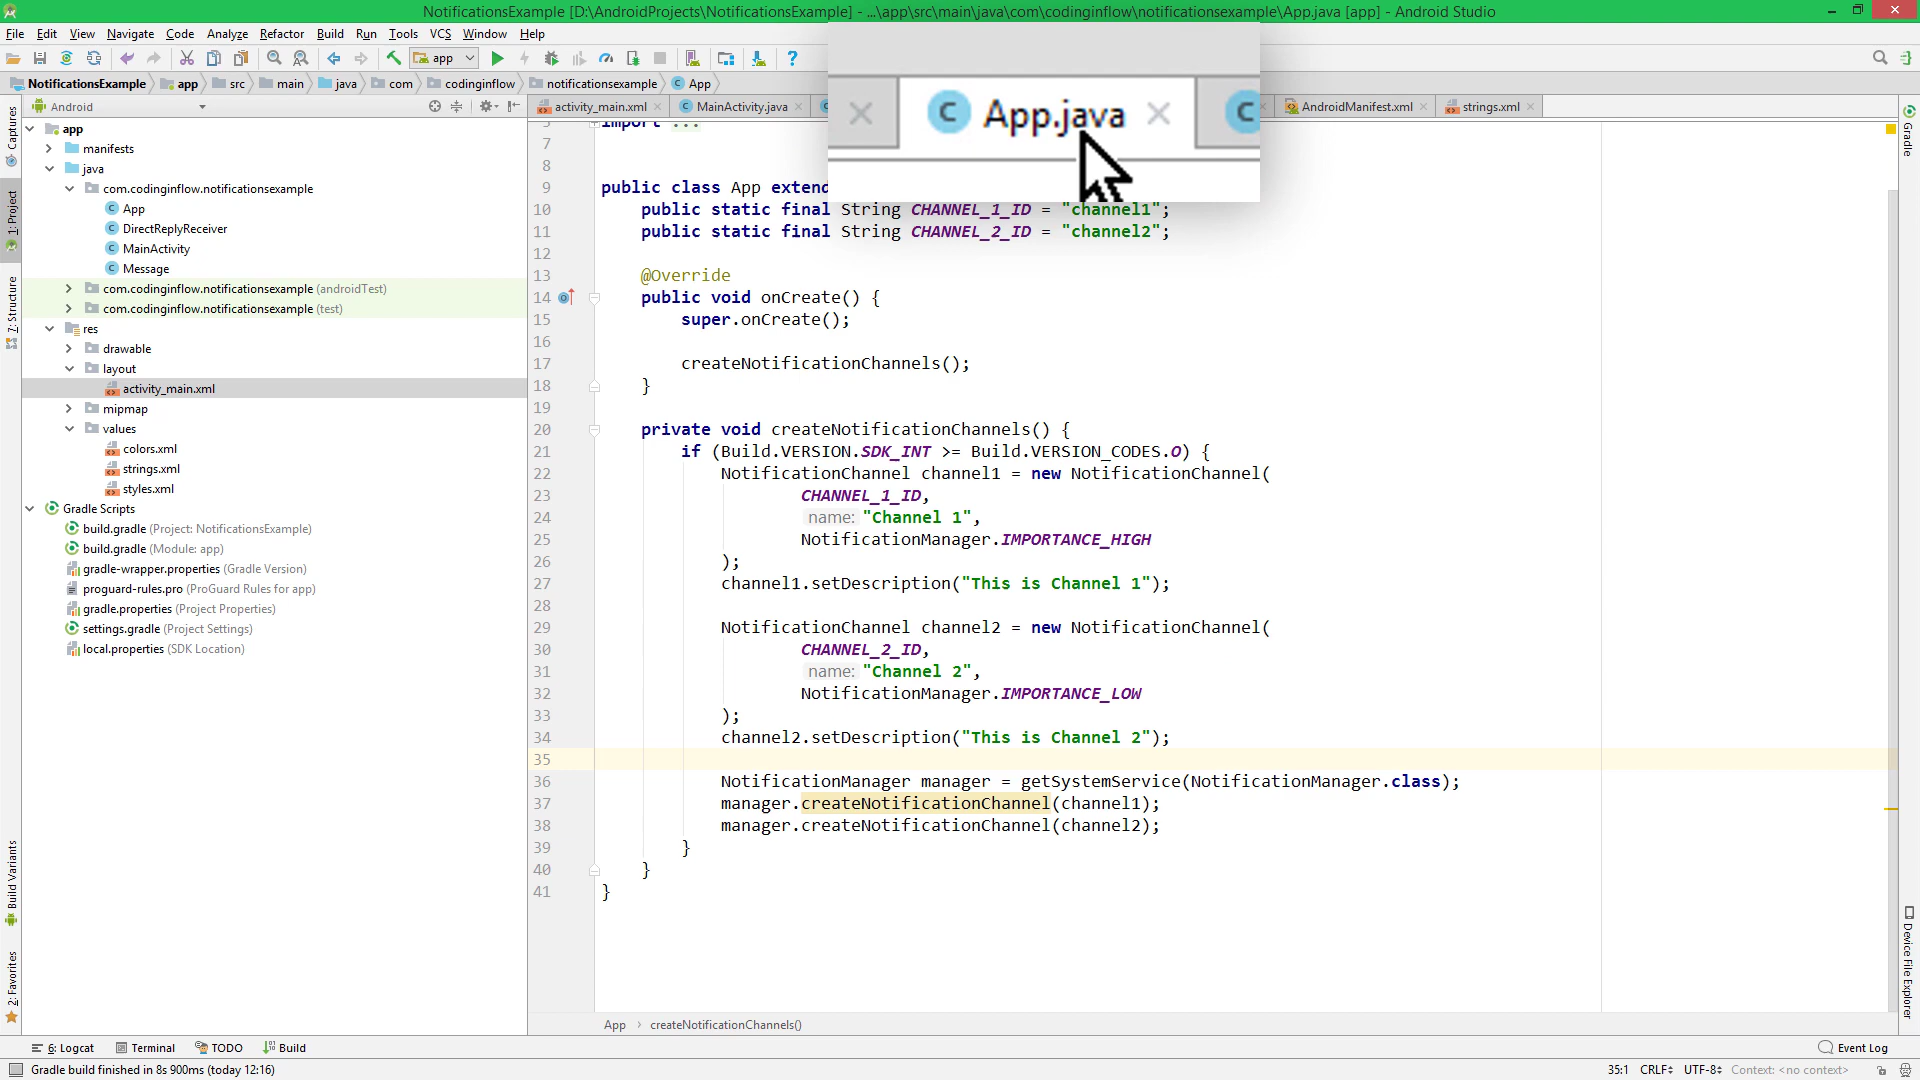 NotificationsExample [D:\AndroidProjects\NotificationsExample] - ...\app\src\main\java\com\codinginflow\notificationsexample\App.java [app] - Android Studio
File Edit View Navigate Code Analyze Refactor Build Run Tools VCS Window Help
app
NotificationsExample app src main java com codinginflow notificationsexample App
Android
activity_main.xml MainActivity.java App.java AndroidManifest.xml strings.xml
Captures
1: Project
7: Structure
Build Variants
2: Favorites
app
manifests
java
com.codinginflow.notificationsexample
App
DirectReplyReceiver
MainActivity
Message
com.codinginflow.notificationsexample (androidTest)
com.codinginflow.notificationsexample (test)
res
drawable
layout
activity_main.xml
mipmap
values
colors.xml
strings.xml
styles.xml
Gradle Scripts
build.gradle (Project: NotificationsExample)
build.gradle (Module: app)
gradle-wrapper.properties (Gradle Version)
proguard-rules.pro (ProGuard Rules for app)
gradle.properties (Project Properties)
settings.gradle (Project Settings)
local.properties (SDK Location)
import ...
7
8
9 public class App extend
10 public static final String CHANNEL_1_ID = "channel1";
11 public static final String CHANNEL_2_ID = "channel2";
12
13 @Override
14 public void onCreate() {
15 super.onCreate();
16
17 createNotificationChannels();
18 }
19
20 private void createNotificationChannels() {
21 if (Build.VERSION.SDK_INT >= Build.VERSION_CODES.O) {
22 NotificationChannel channel1 = new NotificationChannel(
23 CHANNEL_1_ID,
24 name: "Channel 1",
25 NotificationManager.IMPORTANCE_HIGH
26 );
27 channel1.setDescription("This is Channel 1");
28
29 NotificationChannel channel2 = new NotificationChannel(
30 CHANNEL_2_ID,
31 name: "Channel 2",
32 NotificationManager.IMPORTANCE_LOW
33 );
34 channel2.setDescription("This is Channel 2");
35
36 NotificationManager manager = getSystemService(NotificationManager.class);
37 manager.createNotificationChannel(channel1);
38 manager.createNotificationChannel(channel2);
39 }
40 }
41 }
App › createNotificationChannels()
Gradle
Device File Explorer
6: Logcat Terminal TODO Build Event Log
Gradle build finished in 8s 900ms (today 12:16) 35:1 CRLF UTF-8 Context: <no context>